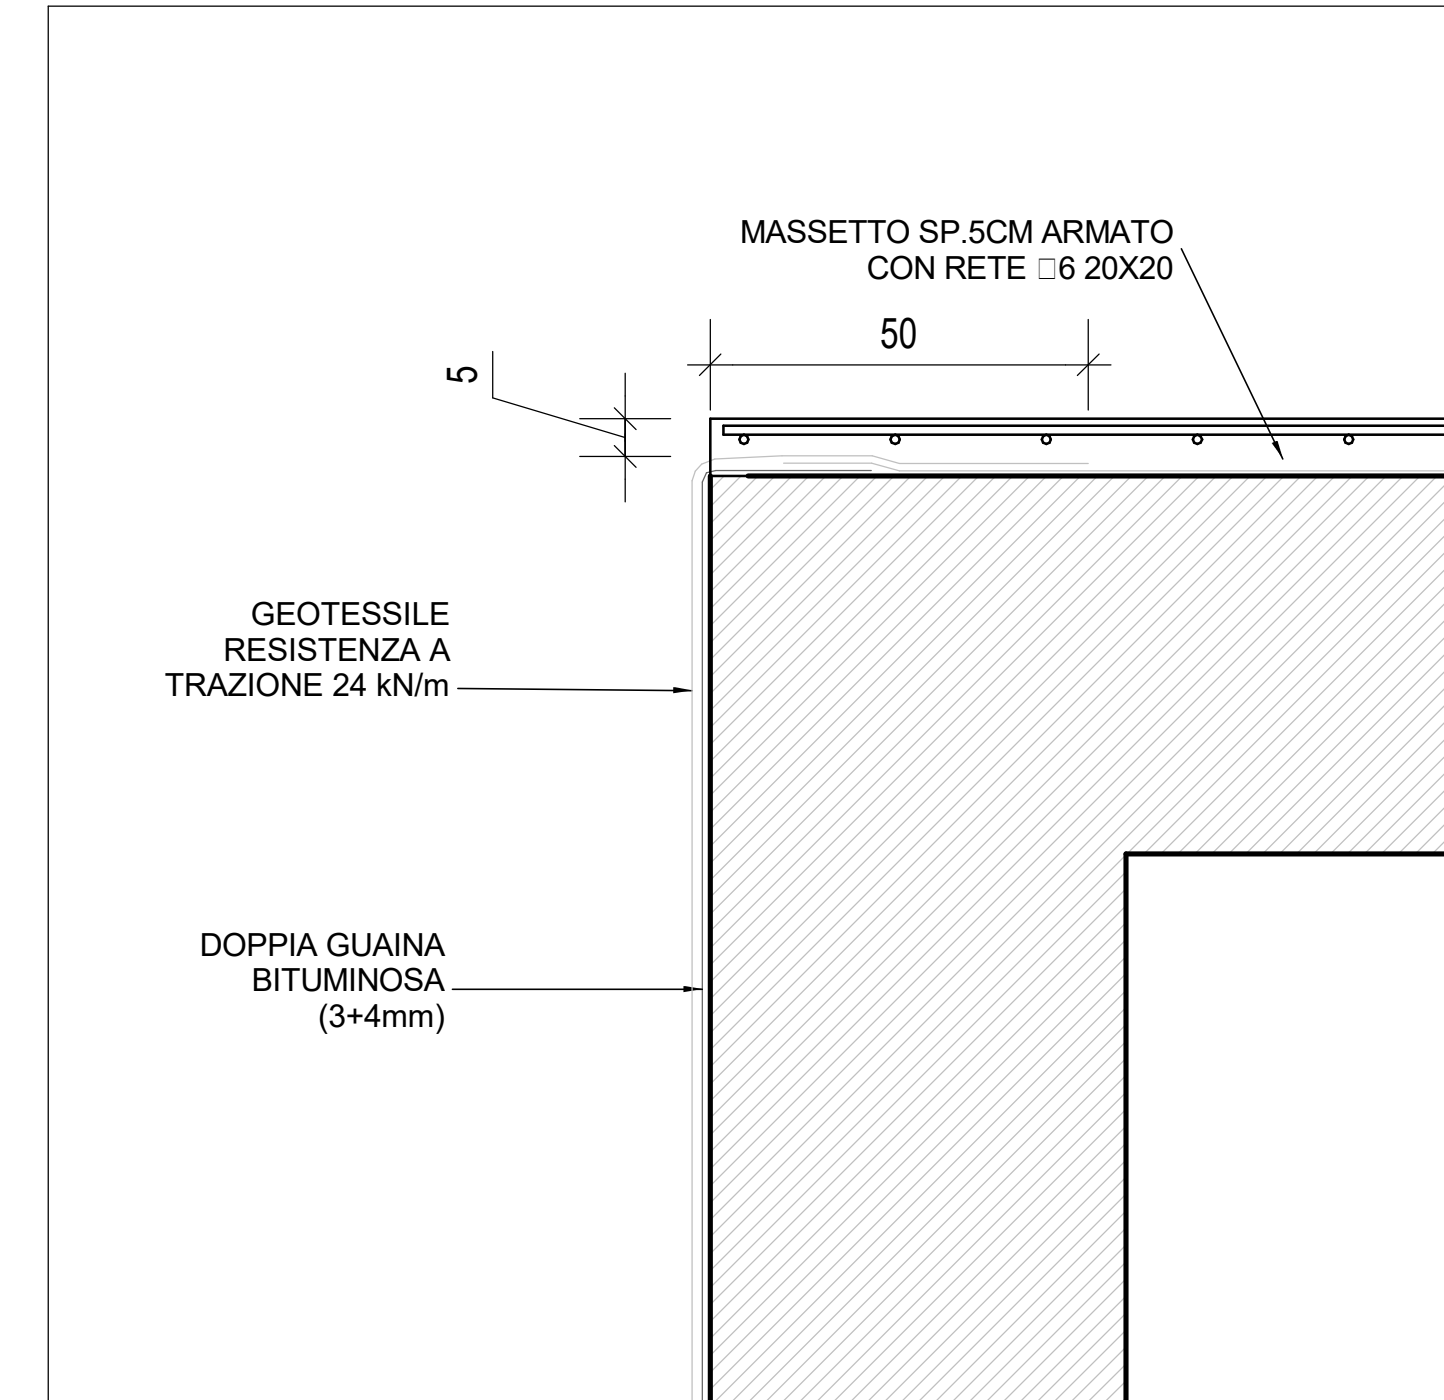 MASSETTO SP.5CM ARMATO
CON RETE □6 20X20
50
5
GEOTESSILE
RESISTENZA A
TRAZIONE 24 kN/m
DOPPIA GUAINA
BITUMINOSA
(3+4mm)